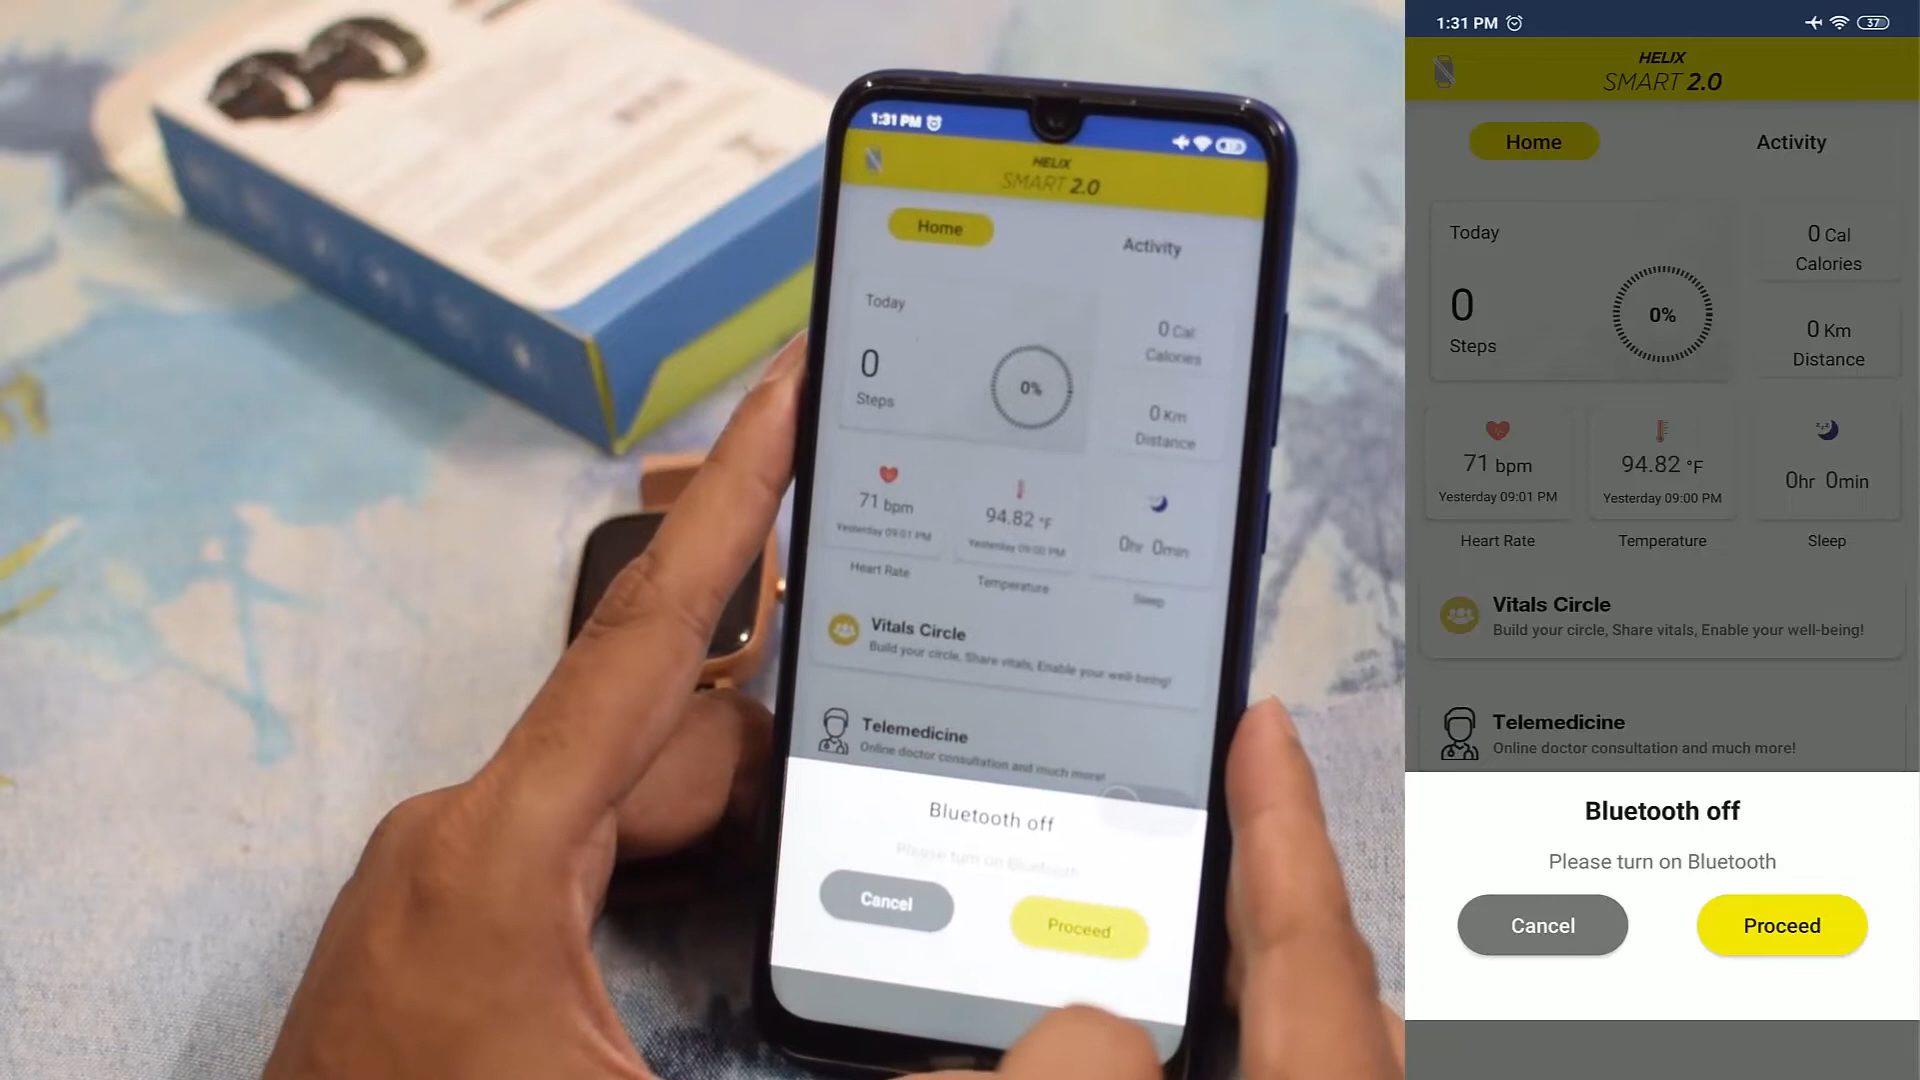 1:31 PM
HELIX
SMART 2.0
Home
Activity
Today
0 Cal
Calories
0
Steps
0%
0 Km
Distance
71 bpm
Yesterday 09:01 PM
Heart Rate
94.82 °F
Yesterday 09:00 PM
Temperature
0hr 0min
Sleep
Vitals Circle
Build your circle, Share vitals, Enable your well-being!
Telemedicine
Online doctor consultation and much more!
Bluetooth off
Please turn on Bluetooth
Cancel
Proceed
1:31 PM
37
HELIX
SMART 2.0
Home
Activity
Today
0 Cal
Calories
0
Steps
0%
0 Km
Distance
71 bpm
Yesterday 09:01 PM
Heart Rate
94.82 °F
Yesterday 09:00 PM
Temperature
0hr 0min
Sleep
Vitals Circle
Build your circle, Share vitals, Enable your well-being!
Telemedicine
Online doctor consultation and much more!
Bluetooth off
Please turn on Bluetooth
Cancel
Proceed